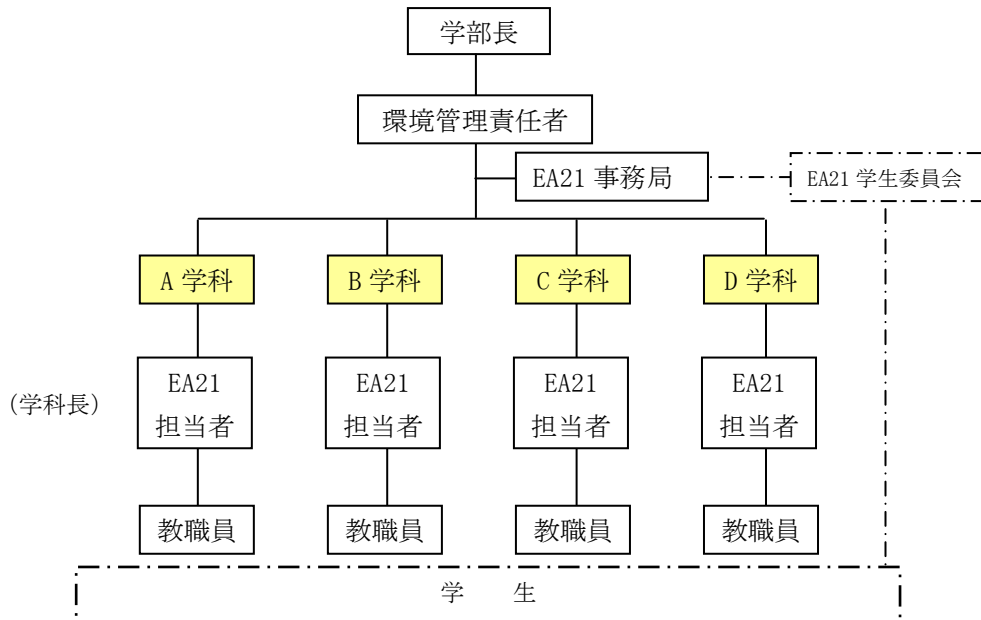 学部長
環境管理責任者
EA21 事務局
EA21 学生委員会
A 学科
B 学科
C 学科
D 学科
(学科長)
EA21
担当者
EA21
担当者
EA21
担当者
EA21
担当者
教職員
教職員
教職員
教職員
学　　生